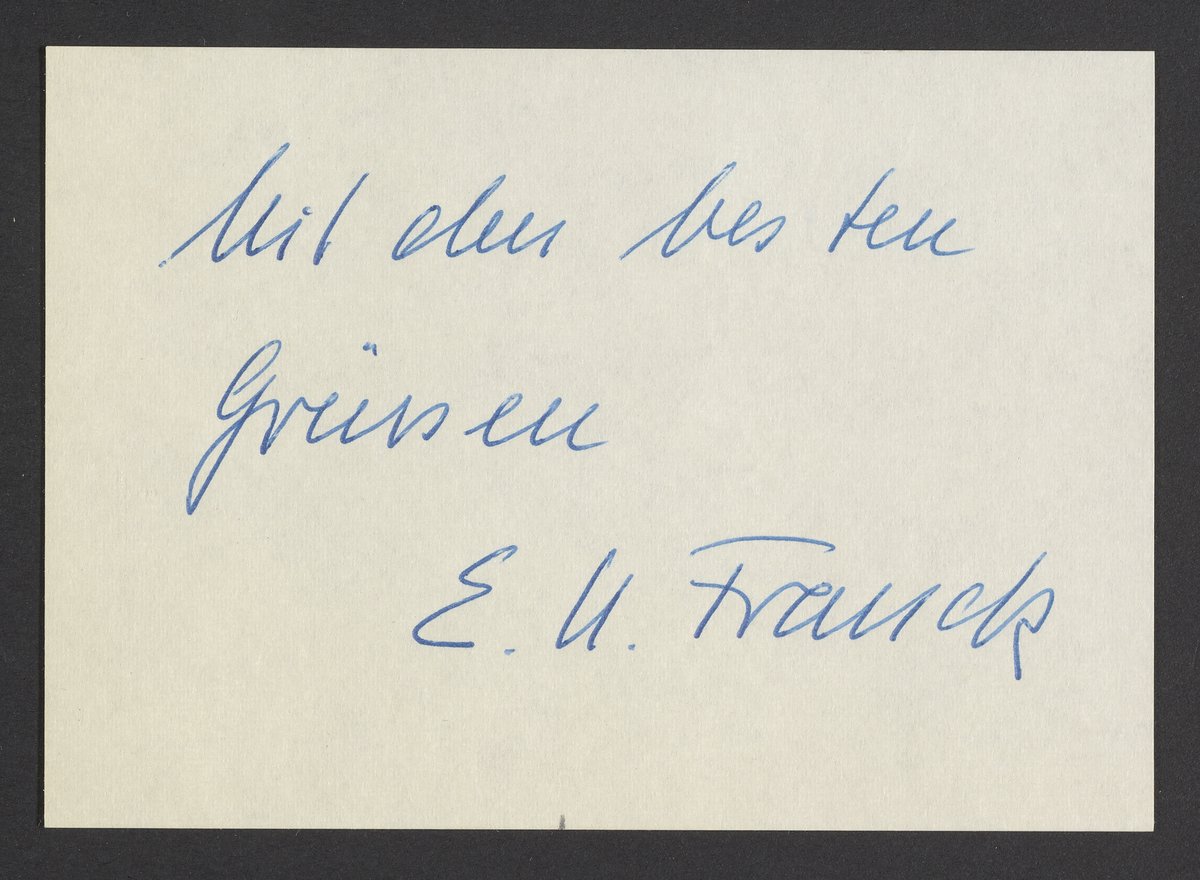 Mit den besten
Grüssen
E. U. Franck